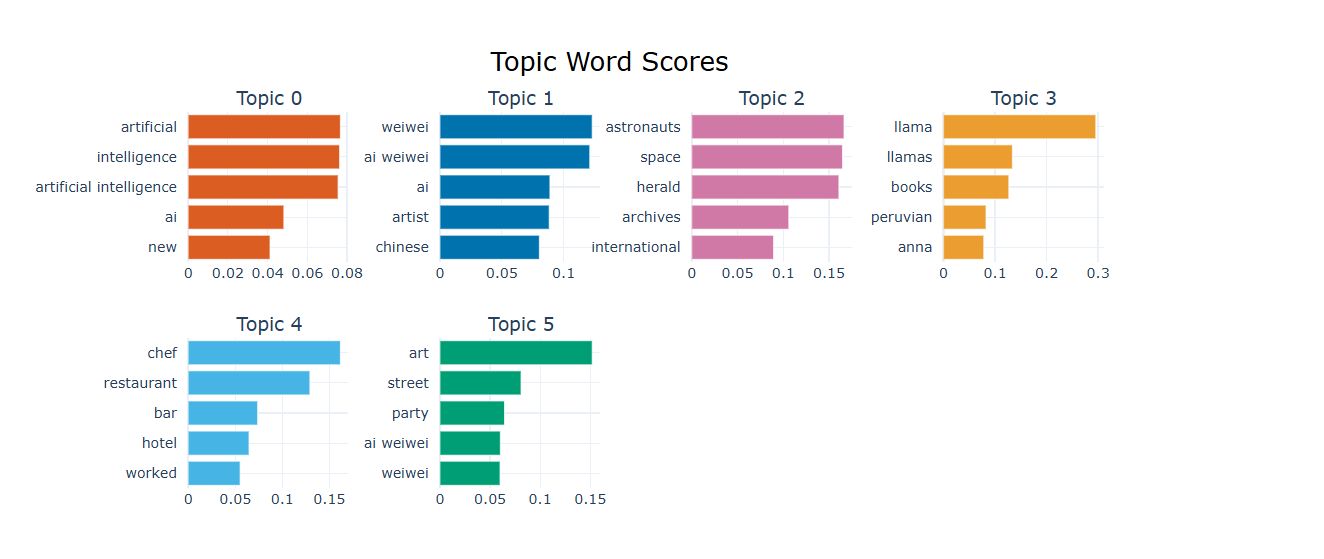 Topic Word Scores
Topic 0
artificial
intelligence
artificial intelligence
ai
new
0 0.02 0.04 0.06 0.08
Topic 1
weiwei
ai weiwei
ai
artist
chinese
0 0.05 0.1
Topic 2
astronauts
space
herald
archives
international
0 0.05 0.1 0.15
Topic 3
llama
llamas
books
peruvian
anna
0 0.1 0.2 0.3
Topic 4
chef
restaurant
bar
hotel
worked
0 0.05 0.1 0.15
Topic 5
art
street
party
ai weiwei
weiwei
0 0.05 0.1 0.15